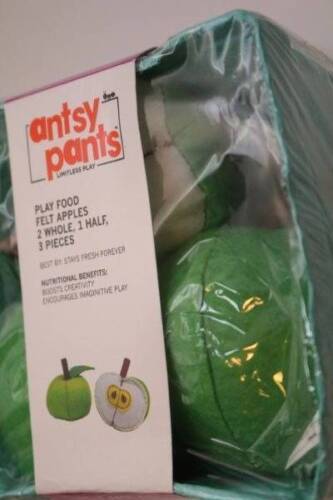 antsy
pants
LIMITLESS PLAY
PLAY FOOD
FELT APPLES
2 WHOLE, 1 HALF,
3 PIECES
BEST BY: STAYS FRESH FOREVER
NUTRITIONAL BENEFITS:
BOOSTS CREATIVITY
ENCOURAGES IMAGINITIVE PLAY